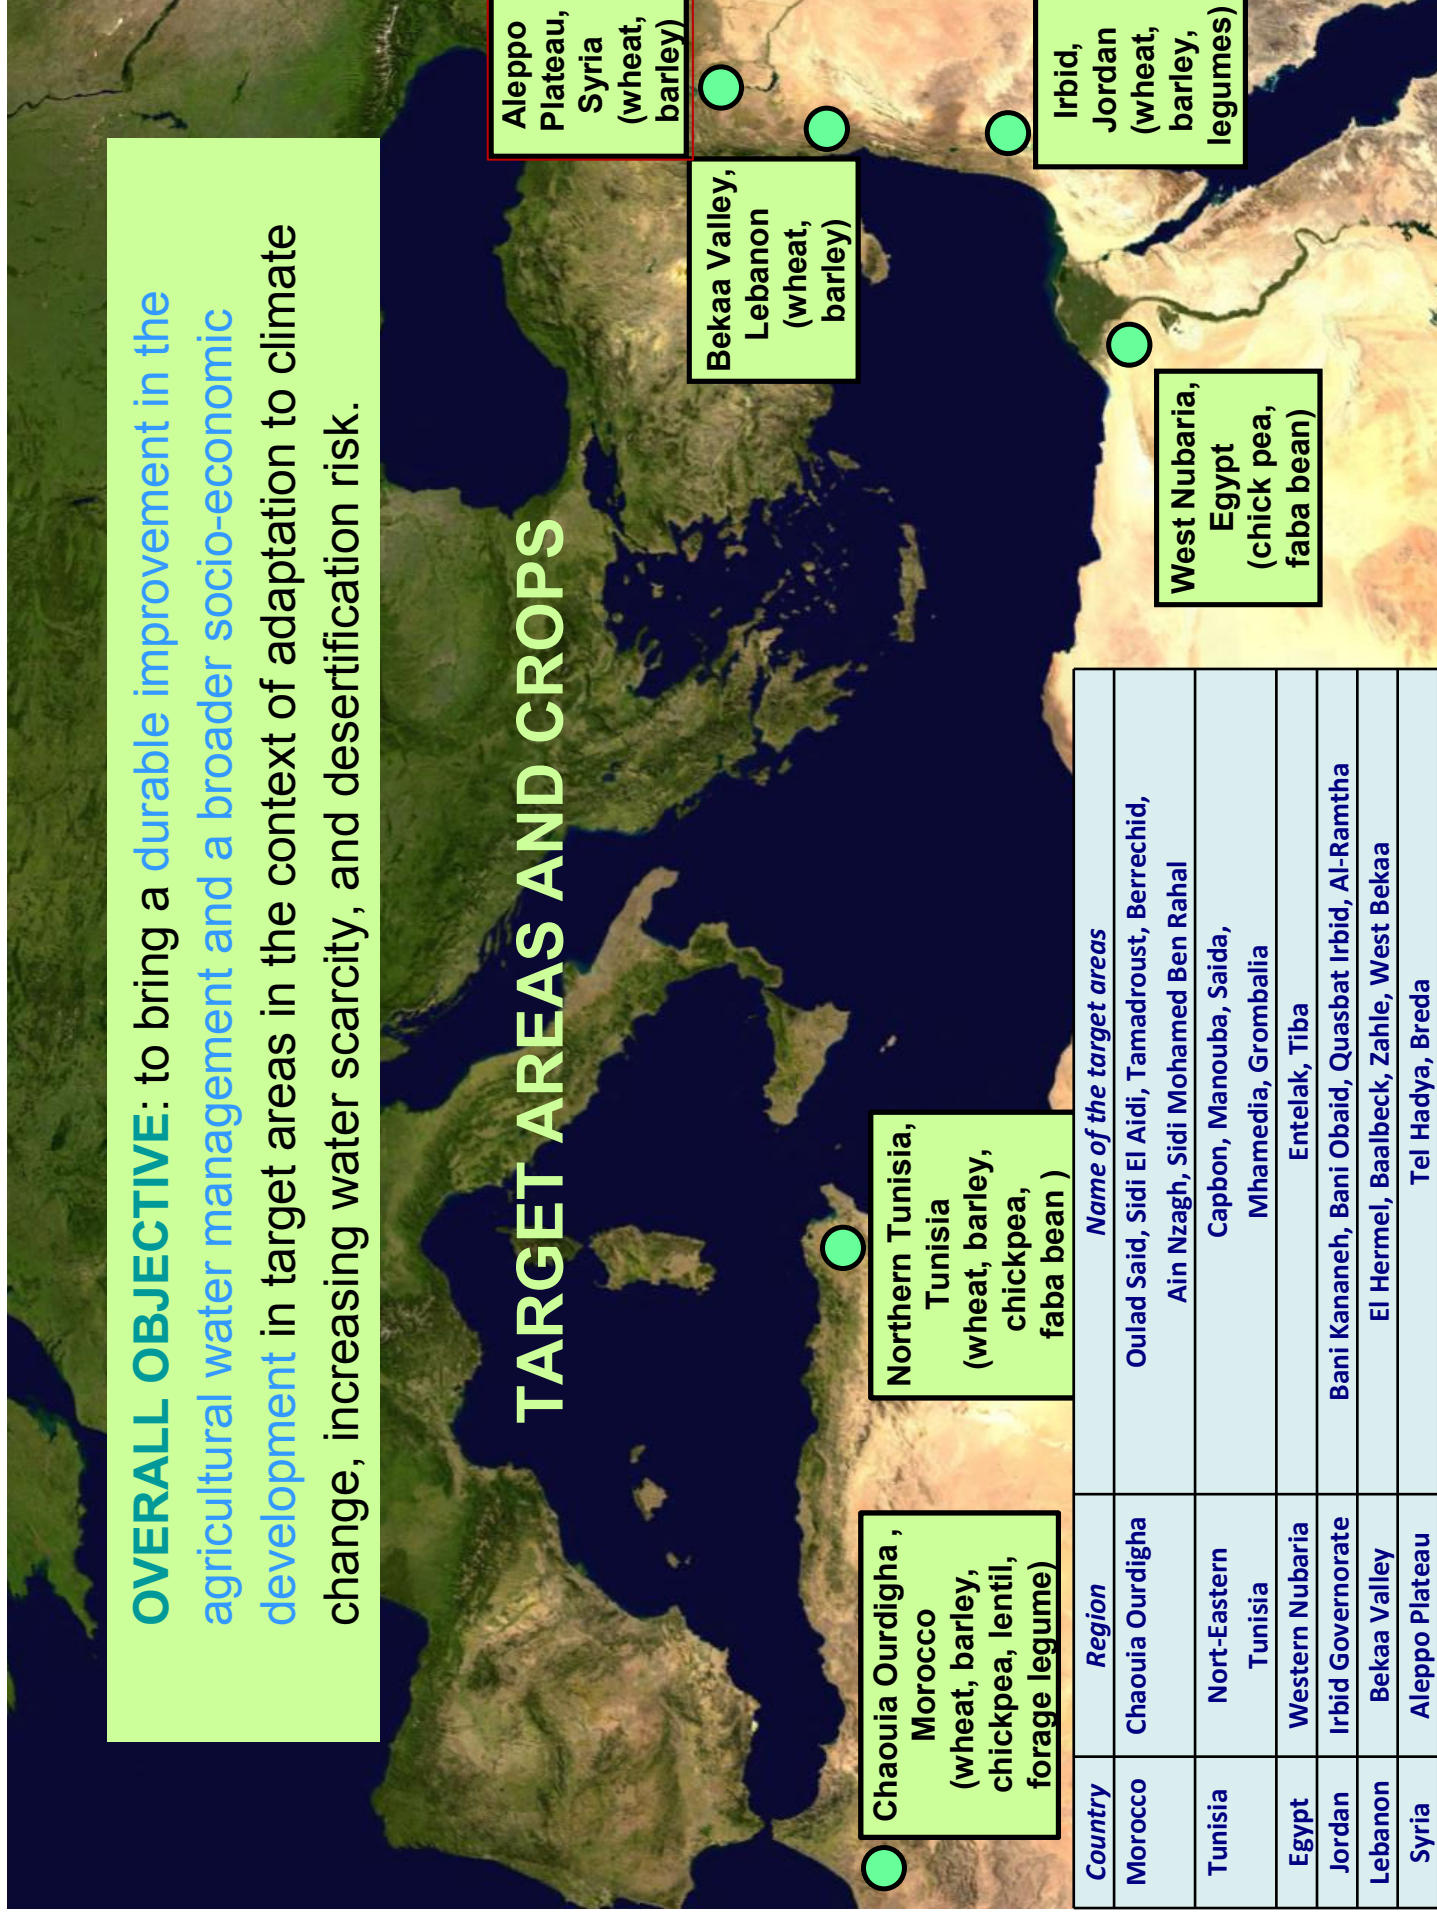 OVERALL OBJECTIVE: to bring a durable improvement in the
agricultural water management and a broader socio-economic
development in target areas in the context of adaptation to climate
change, increasing water scarcity, and desertification risk.
TARGET AREAS AND CROPS
Aleppo
Plateau,
Syria
(wheat,
barley)
Bekaa Valley,
Lebanon
(wheat,
barley)
Irbid,
Jordan
(wheat,
barley,
legumes)
West Nubaria,
Egypt
(chick pea,
faba bean)
Northern Tunisia,
Tunisia
(wheat, barley,
chickpea,
faba bean )
Chaouia Ourdigha ,
Morocco
(wheat, barley,
chickpea, lentil,
forage legume)
Country Region Name of the target areas
Morocco Chaouia Ourdigha Oulad Said, Sidi El Aidi, Tamadroust, Berrechid,
Ain Nzagh, Sidi Mohamed Ben Rahal
Tunisia Nort-Eastern Capbon, Manouba, Saida,
Tunisia Mhamedia, Grombalia
Egypt Western Nubaria Entelak, Tiba
Jordan Irbid Governorate Bani Kananeh, Bani Obaid, Quasbat Irbid, Al-Ramtha
Lebanon Bekaa Valley El Hermel, Baalbeck, Zahle, West Bekaa
Syria Aleppo Plateau Tel Hadya, Breda